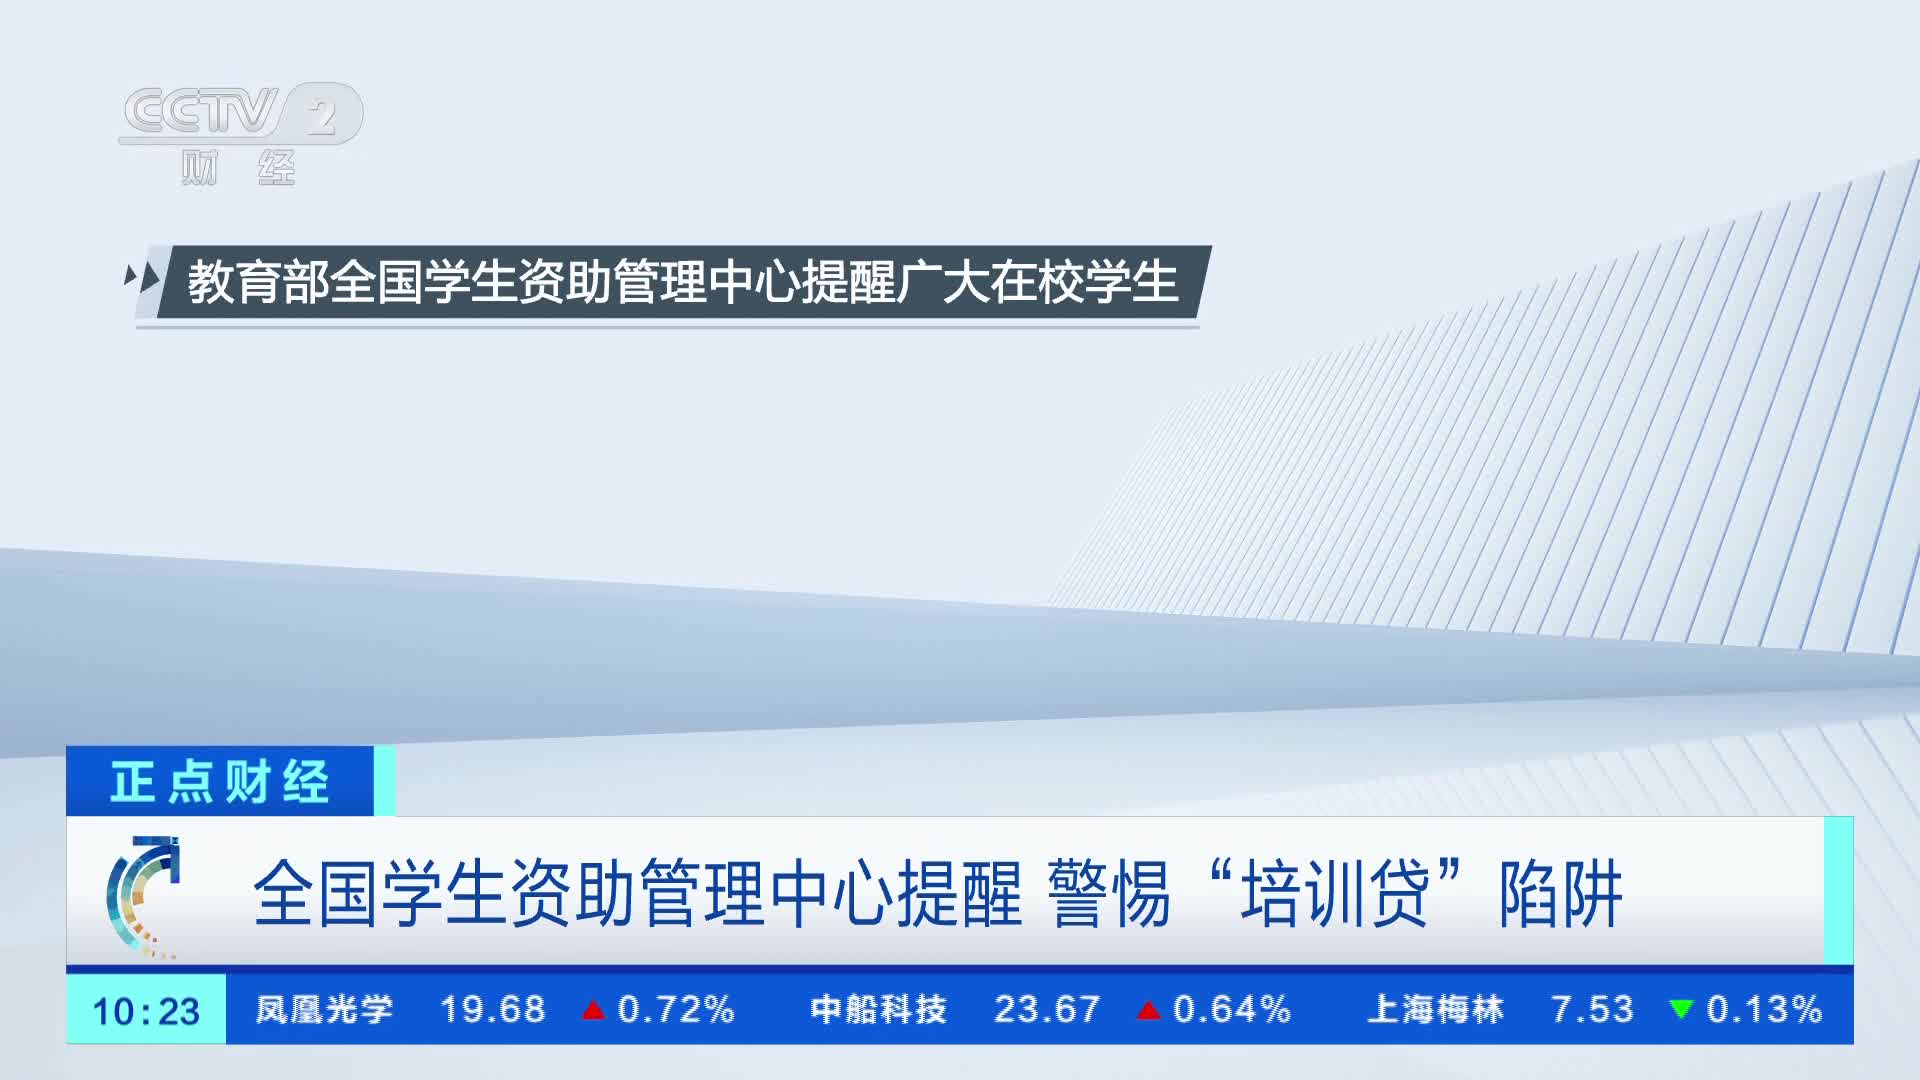 CCTV 2
财 经
教育部全国学生资助管理中心提醒广大在校学生
正点财经
全国学生资助管理中心提醒 警惕“培训贷”陷阱
10:23 凤凰光学 19.68 ▲ 0.72% 中船科技 23.67 ▲ 0.64% 上海梅林 7.53 ▼ 0.13%